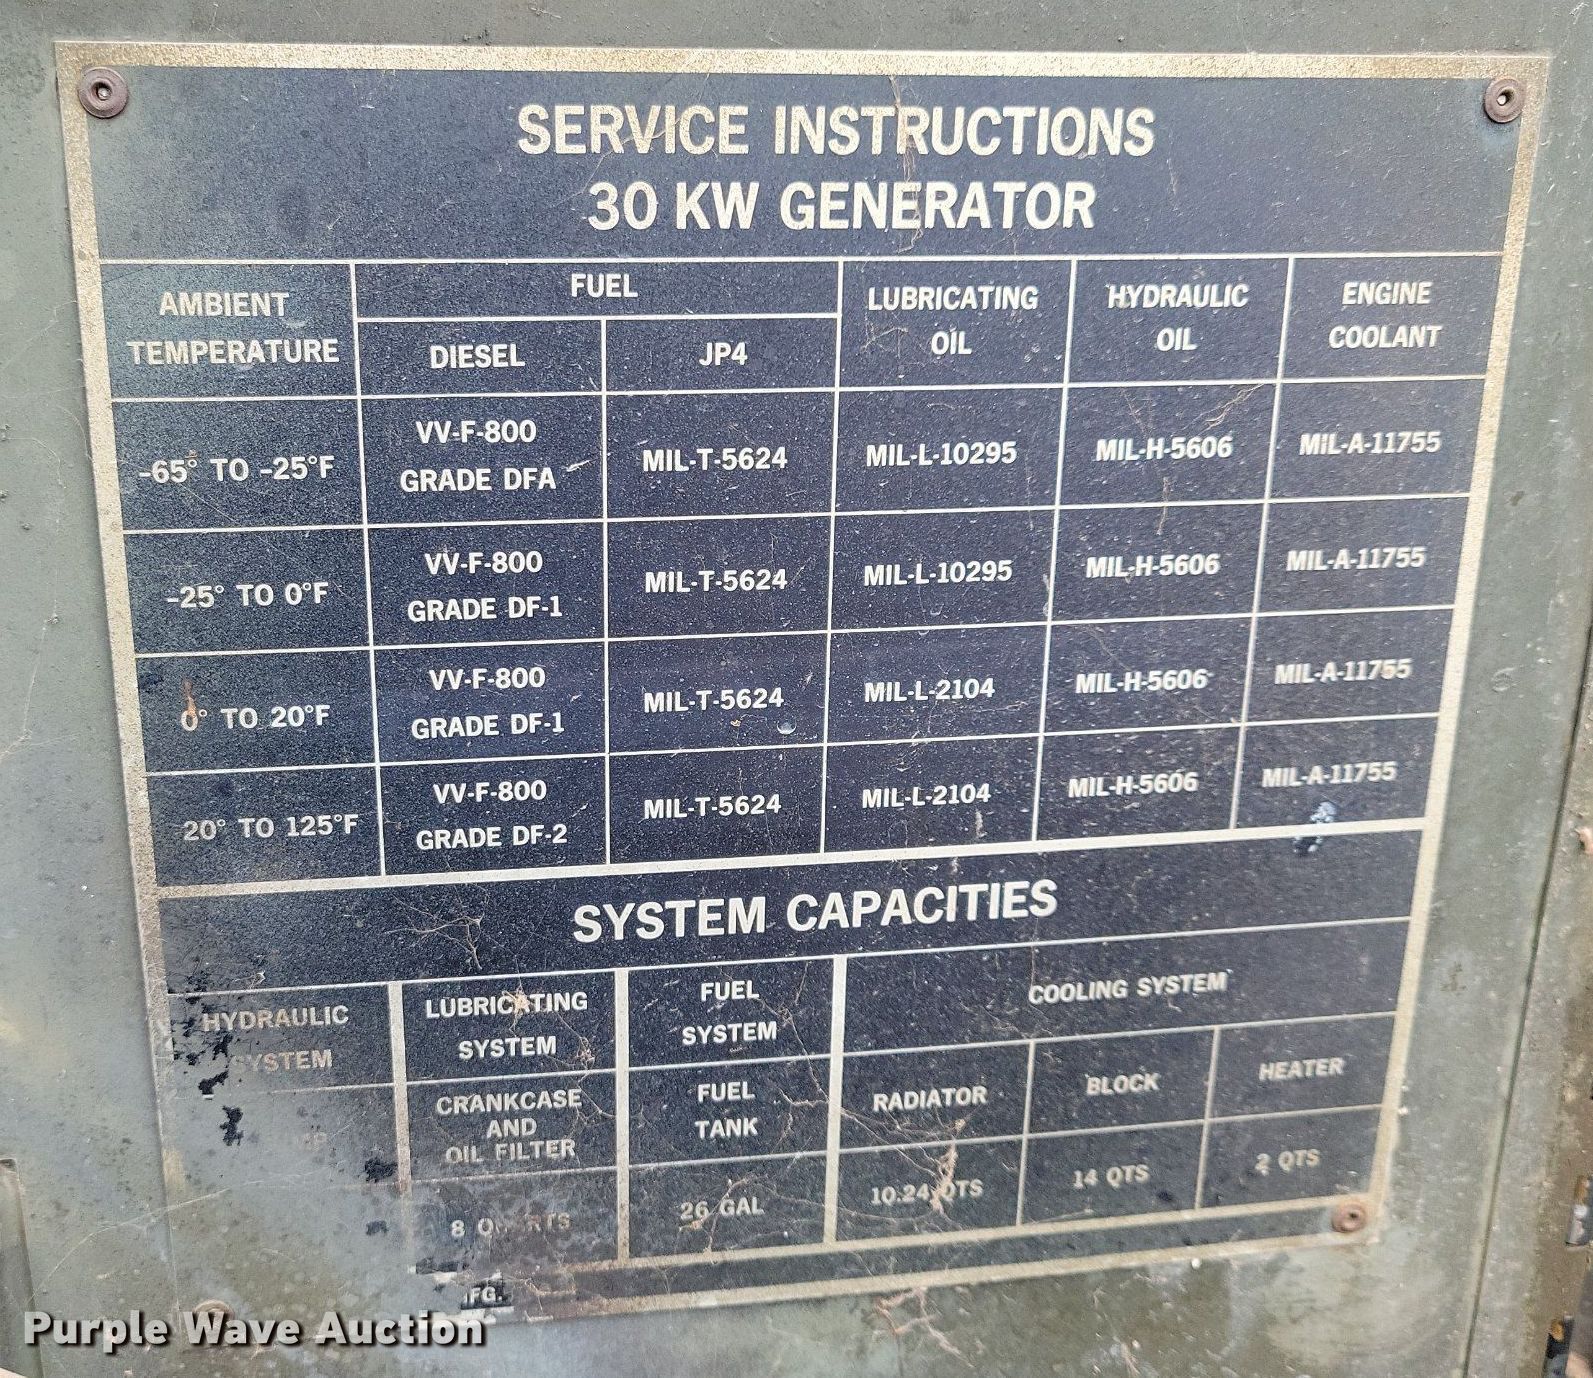 SERVICE INSTRUCTIONS
30 KW GENERATOR
AMBIENT
TEMPERATURE
FUEL
DIESEL
JP4
LUBRICATING
OIL
HYDRAULIC
OIL
ENGINE
COOLANT
-65° TO -25°F
VV-F-800
GRADE DFA
MIL-T-5624
MIL-L-10295
MIL-H-5606
MIL-A-11755
-25° TO 0°F
VV-F-800
GRADE DF-1
MIL-T-5624
MIL-L-10295
MIL-H-5606
MIL-A-11755
0° TO 20°F
VV-F-800
GRADE DF-1
MIL-T-5624
MIL-L-2104
MIL-H-5606
MIL-A-11755
20° TO 125°F
VV-F-800
GRADE DF-2
MIL-T-5624
MIL-L-2104
MIL-H-5606
MIL-A-11755
SYSTEM CAPACITIES
HYDRAULIC
SYSTEM
LUBRICATING
SYSTEM
CRANKCASE
AND
OIL FILTER
8 QUARTS
FUEL
SYSTEM
FUEL
TANK
26 GAL
COOLING SYSTEM
RADIATOR
BLOCK
HEATER
10.24 QTS
14 QTS
2 QTS
Purple Wave Auction